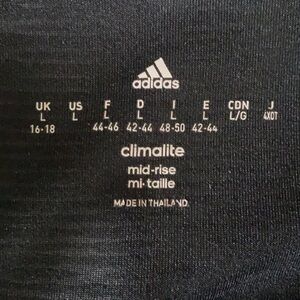 adidas
UK US F D I E CDN J
L L L L L L L/G 4XOT
16-18 44-46 42-44 48-50 42-44
climalite
mid-rise
mi-taille
MADE IN THAILAND.